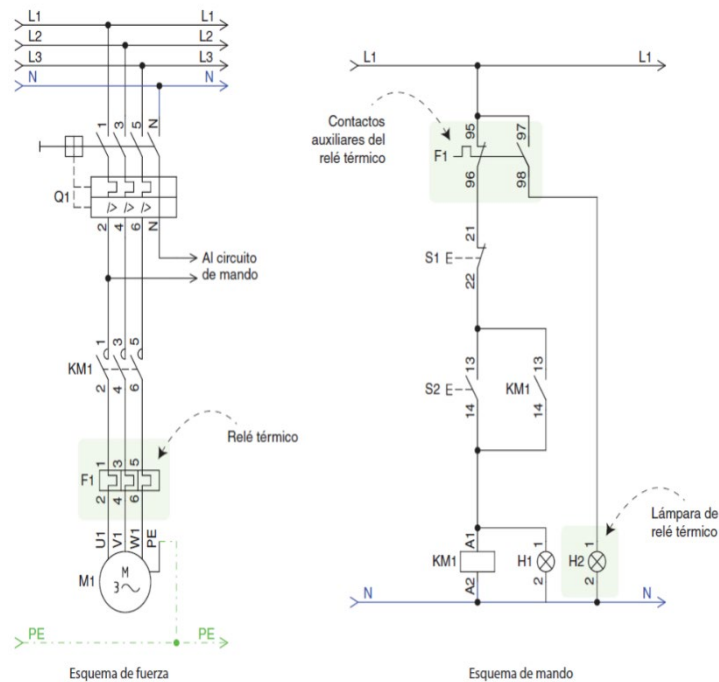 L1 L1
L2 L2
L3 L3
N N
1 3 5 N
Q1
2 4 6 N
Al circuito
de mando
1 3 5
KM1
2 4 6
Relé térmico
1 3 5
F1
2 4 6
U1 V1 W1 PE
M1
M
3
PE PE
Esquema de fuerza
L1 L1
Contactos
auxiliares del
relé térmico
95 97
F1
96 98
21
S1
22
13 13
S2 KM1
14 14
Lámpara de
relé térmico
A1 1 1
KM1 H1 H2
A2 2 2
N N
Esquema de mando